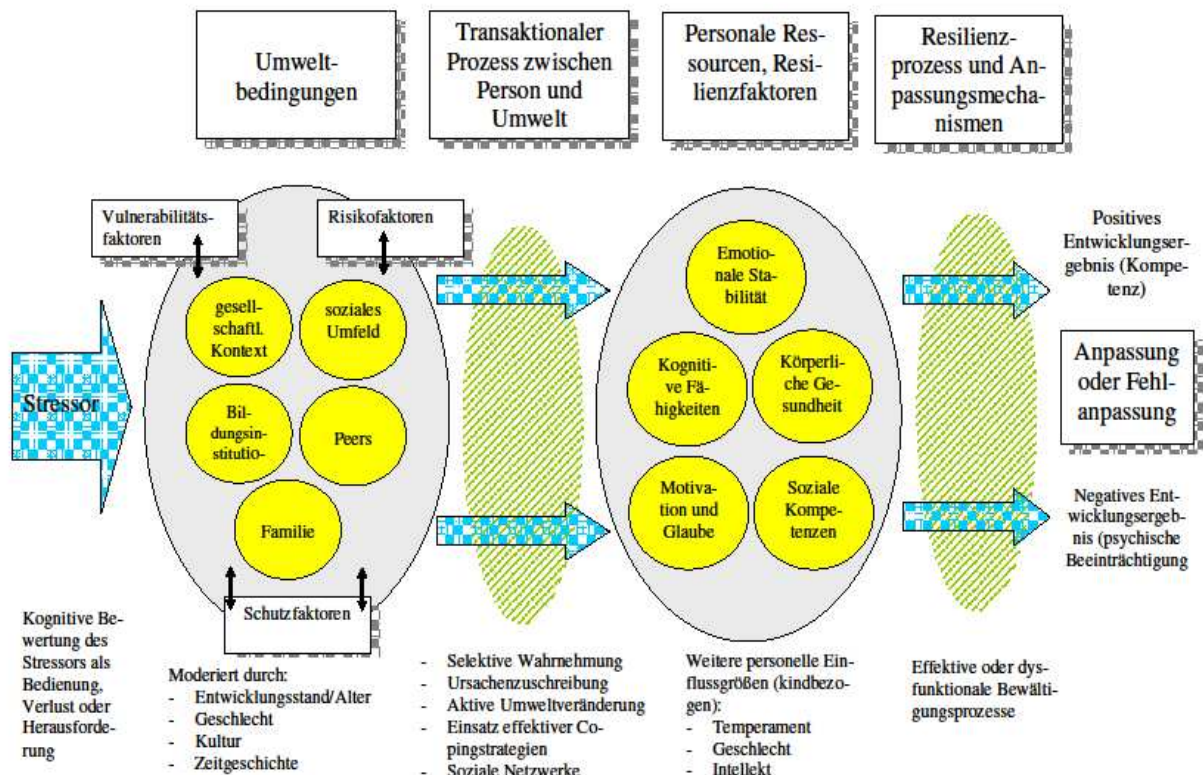 Umwelt-
bedingungen
Transaktionaler
Prozess zwischen
Person und
Umwelt
Personale Res-
sourcen, Resi-
lienzfaktoren
Resilienz-
prozess und An-
passungsmecha-
nismen
Vulnerabilitäts-
faktoren
Risikofaktoren
Stressor
gesell-
schaftl.
Kontext
soziales
Umfeld
Bil-
dungsin-
stitutio-
Peers
Familie
Schutzfaktoren
Emotio-
nale Sta-
bilität
Kogniti-
ve Fä-
higkeiten
Körperli-
che Ge-
sundheit
Motiva-
tion und
Glaube
Soziale
Kompe-
tenzen
Positives
Entwicklungser-
gebnis (Kompe-
tenz)
Anpassung
oder Fehl-
anpassung
Negatives Ent-
wicklungsergeb-
nis (psychische
Beeinträchtigung
Kognitive Be-
wertung des
Stressors als
Bedienung,
Verlust oder
Herausforde-
rung
Moderiert durch:
- Entwicklungsstand/Alter
- Geschlecht
- Kultur
- Zeitgeschichte
- Selektive Wahrnehmung
- Ursachenzuschreibung
- Aktive Umweltveränderung
- Einsatz effektiver Co-
pingstrategien
- Soziale Netzwerke
Weitere personelle Ein-
flussgrößen (kindbezo-
gen):
- Temperament
- Geschlecht
- Intellekt
Effektive oder dys-
funktionale Bewälti-
gungsprozesse